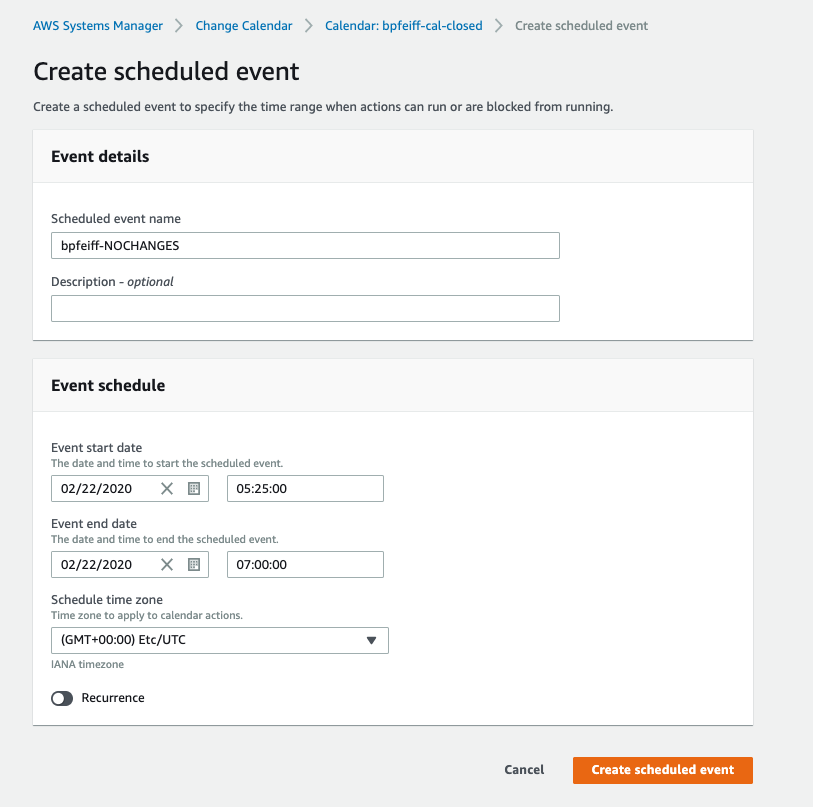 AWS Systems Manager > Change Calendar > Calendar: bpfeiff-cal-closed > Create scheduled event
Create scheduled event
Create a scheduled event to specify the time range when actions can run or are blocked from running.
Event details
Scheduled event name
bpfeiff-NOCHANGES
Description - optional
Event schedule
Event start date
The date and time to start the scheduled event.
02/22/2020 05:25:00
Event end date
The date and time to end the scheduled event.
02/22/2020 07:00:00
Schedule time zone
Time zone to apply to calendar actions.
(GMT+00:00) Etc/UTC
IANA timezone
Recurrence
Cancel Create scheduled event